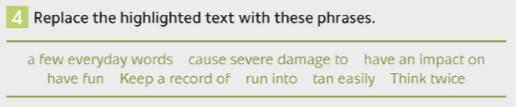 4 Replace the highlighted text with these phrases.
a few everyday words cause severe damage to have an impact on
have fun Keep a record of run into tan easily Think twice